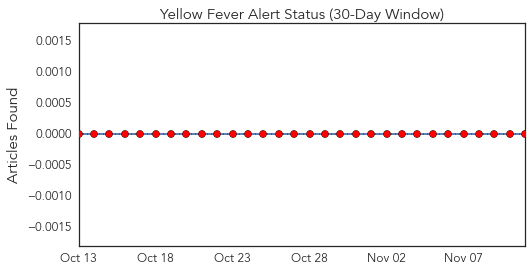 Yellow Fever Alert Status (30-Day Window)
Articles Found
0.0015
0.0010
0.0005
0.0000
−0.0005
−0.0010
−0.0015
Oct 13 Oct 18 Oct 23 Oct 28 Nov 02 Nov 07